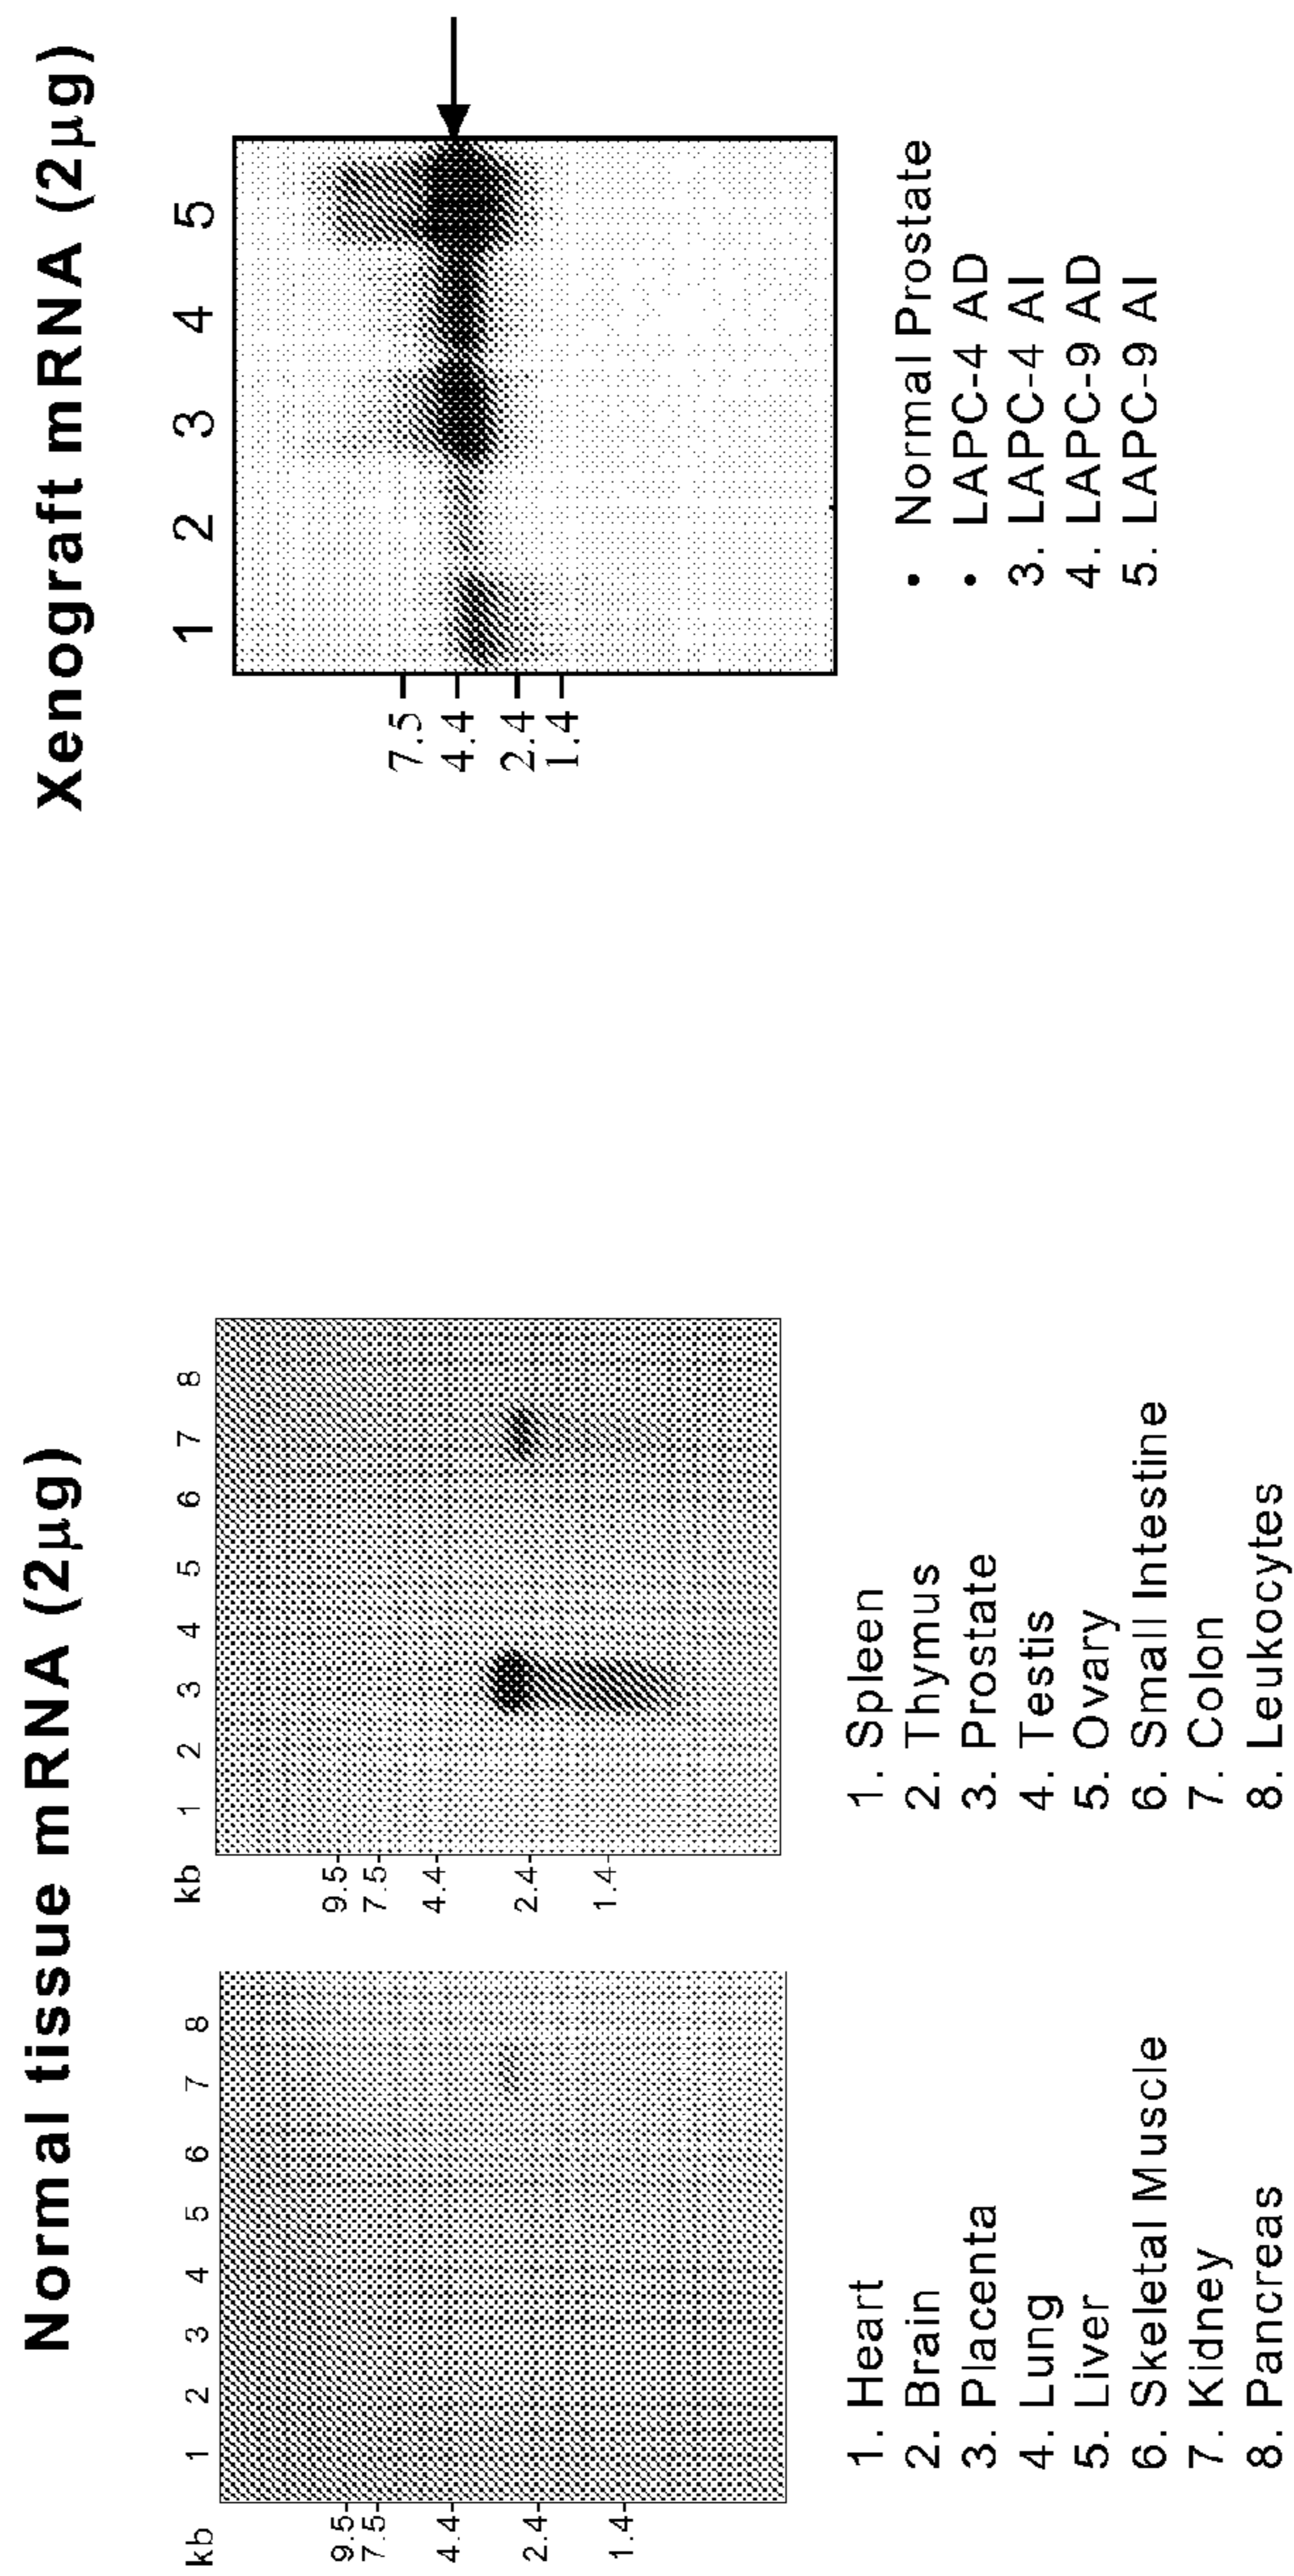 Normal tissue mRNA (2µg)
kb
1 2 3 4 5 6 7 8
9.5
7.5
4.4
2.4
1.4
1. Heart
2. Brain
3. Placenta
4. Lung
5. Liver
6. Skeletal Muscle
7. Kidney
8. Pancreas
kb
1 2 3 4 5 6 7 8
9.5
7.5
4.4
2.4
1.4
1. Spleen
2. Thymus
3. Prostate
4. Testis
5. Ovary
6. Small Intestine
7. Colon
8. Leukocytes
Xenograft mRNA (2µg)
1 2 3 4 5
7.5
4.4
2.4
1.4
• Normal Prostate
• LAPC-4 AD
3. LAPC-4 AI
4. LAPC-9 AD
5. LAPC-9 AI